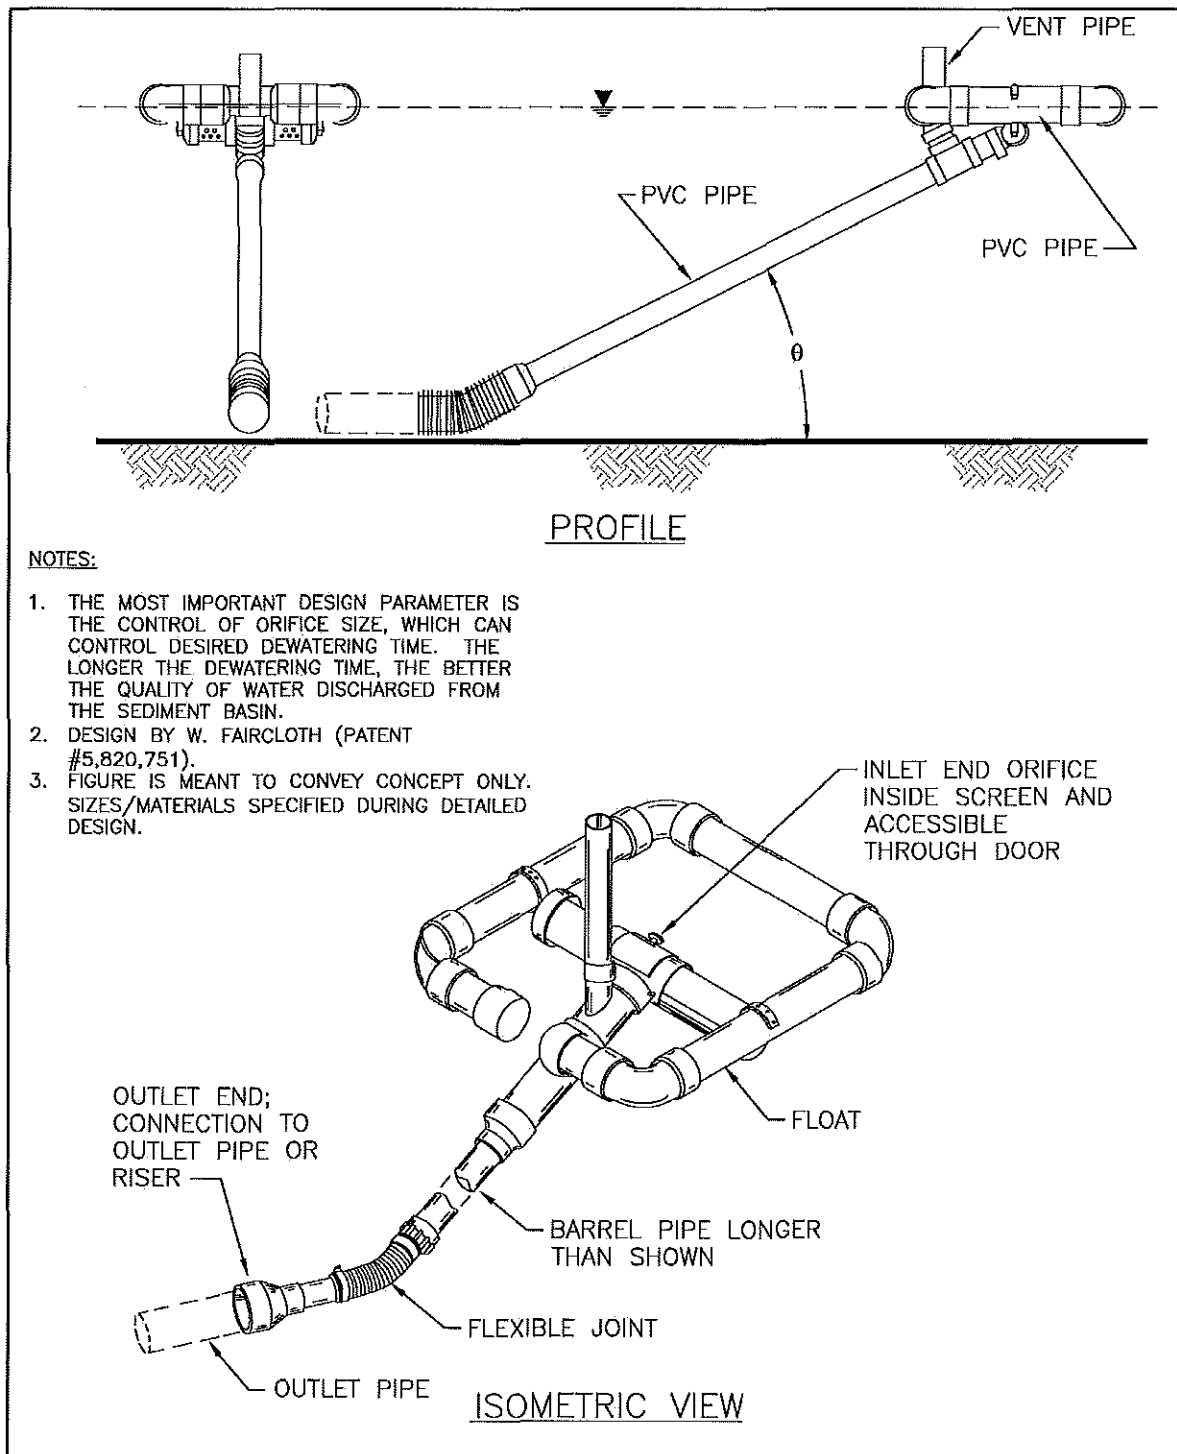 VENT PIPE
PVC PIPE
PVC PIPE
θ
PROFILE
NOTES:
1. THE MOST IMPORTANT DESIGN PARAMETER IS
THE CONTROL OF ORIFICE SIZE, WHICH CAN
CONTROL DESIRED DEWATERING TIME. THE
LONGER THE DEWATERING TIME, THE BETTER
THE QUALITY OF WATER DISCHARGED FROM
THE SEDIMENT BASIN.
2. DESIGN BY W. FAIRCLOTH (PATENT
#5,820,751).
3. FIGURE IS MEANT TO CONVEY CONCEPT ONLY.
SIZES/MATERIALS SPECIFIED DURING DETAILED
DESIGN.
INLET END ORIFICE
INSIDE SCREEN AND
ACCESSIBLE
THROUGH DOOR
OUTLET END;
CONNECTION TO
OUTLET PIPE OR
RISER
FLOAT
BARREL PIPE LONGER
THAN SHOWN
FLEXIBLE JOINT
OUTLET PIPE
ISOMETRIC VIEW